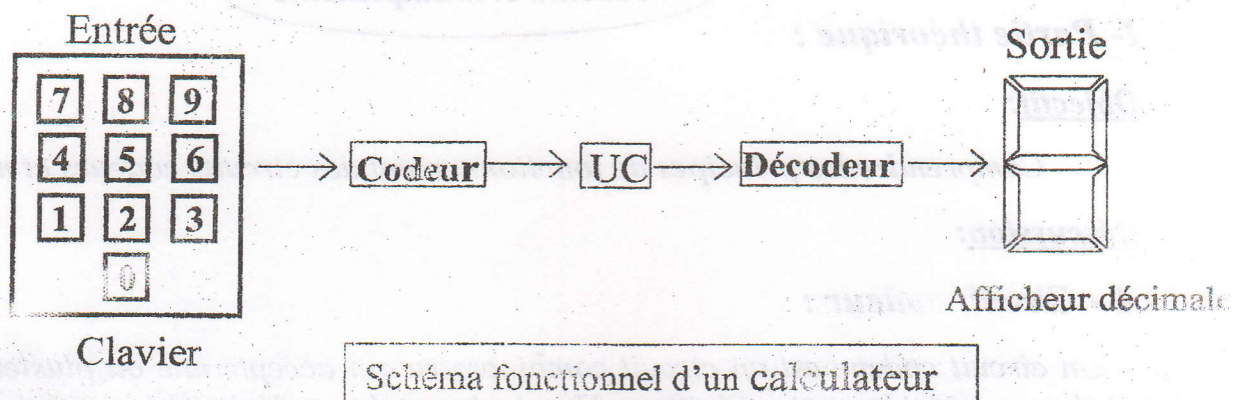 Entrée
Sortie
7 8 9
4 5 6
1 2 3
0
Codeur
UC
Décodeur
Afficheur décimale
Clavier
Schéma fonctionnel d'un calculateur